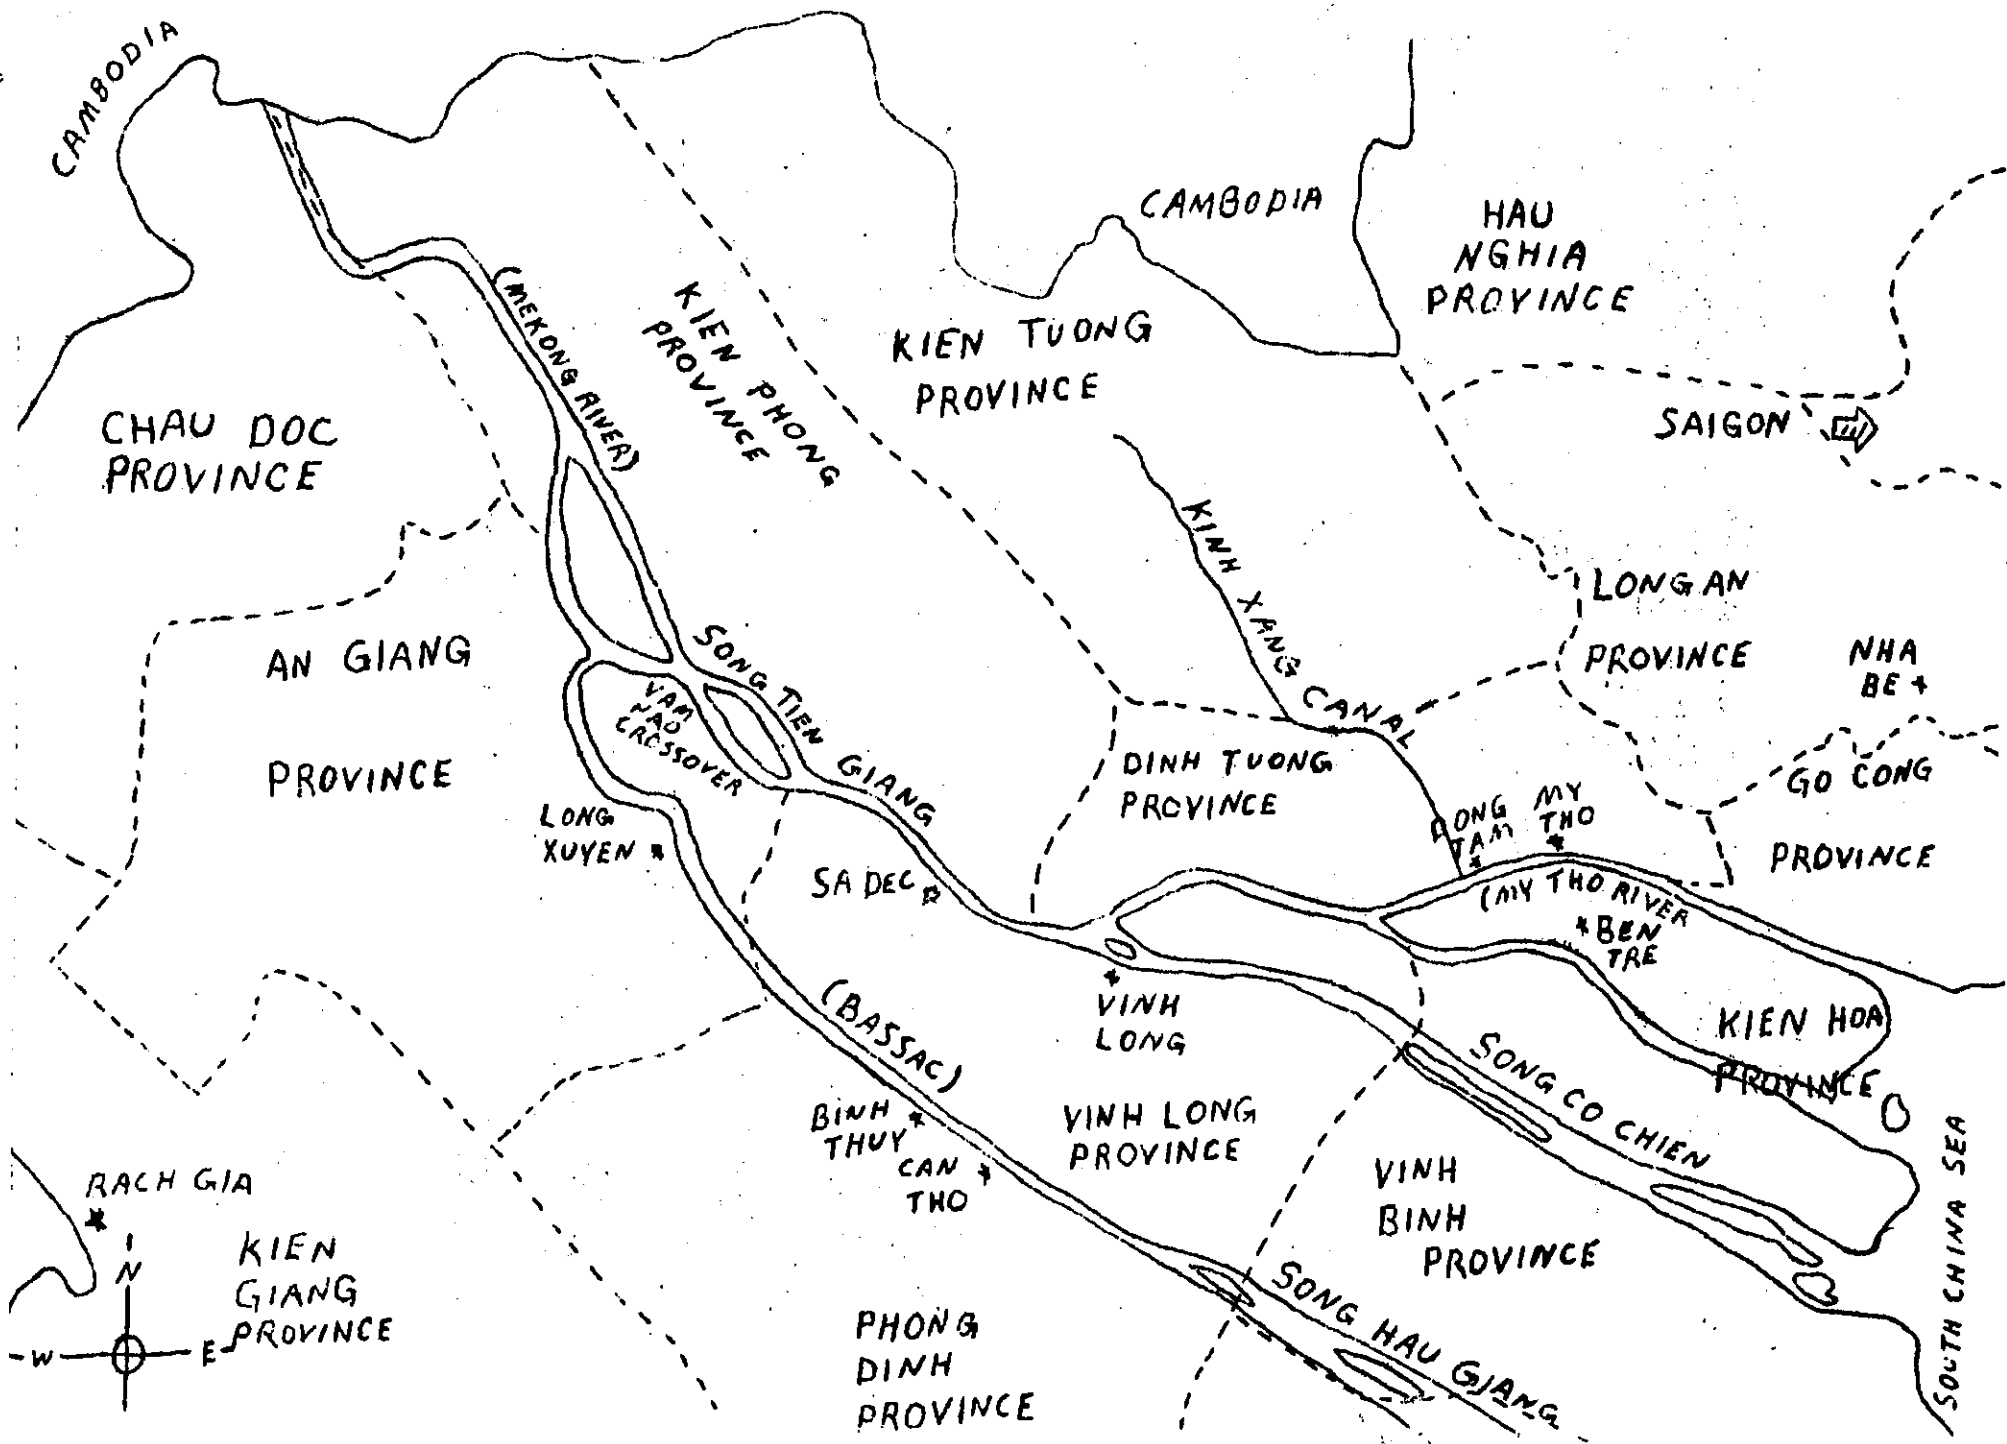 CAMBODIA
CAMBODIA
HAU
NGHIA
PROVINCE
(MEKONG RIVER)
KIEN PHONG
PROVINCE
KIEN TUONG
PROVINCE
CHAU DOC
PROVINCE
SAIGON
KINH XANG CANAL
LONG AN
PROVINCE
NHA
BE
AN GIANG
PROVINCE
SONG TIEN GIANG
VAM
NAO
CROSSOVER
DINH TUONG
PROVINCE
GO CONG
PROVINCE
LONG
XUYEN
DONG
TAM
MY
THO
SA DEC
(MY THO RIVER
BEN
TRE
(BASSAC)
VINH
LONG
KIEN HOA
PROVINCE
SONG CO CHIEN
BINH
THUY
CAN
THO
VINH LONG
PROVINCE
VINH
BINH
PROVINCE
SOUTH CHINA SEA
RACH GIA
KIEN
GIANG
PROVINCE
N
W
E
SONG HAU GIANG
PHONG
DINH
PROVINCE